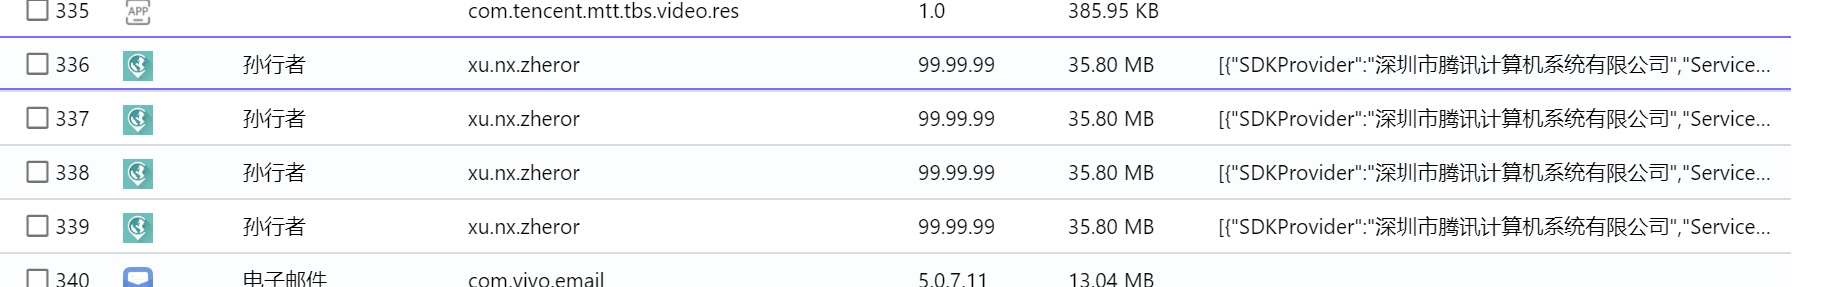 335 APP com.tencent.mtt.tbs.video.res 1.0 385.95 KB
336 孙行者 xu.nx.zheror 99.99.99 35.80 MB [{"SDKProvider":"深圳市腾讯计算机系统有限公司","Service...
337 孙行者 xu.nx.zheror 99.99.99 35.80 MB [{"SDKProvider":"深圳市腾讯计算机系统有限公司","Service...
338 孙行者 xu.nx.zheror 99.99.99 35.80 MB [{"SDKProvider":"深圳市腾讯计算机系统有限公司","Service...
339 孙行者 xu.nx.zheror 99.99.99 35.80 MB [{"SDKProvider":"深圳市腾讯计算机系统有限公司","Service...
340 电子邮件 com.vivo.email 5.0.7.11 13.04 MB